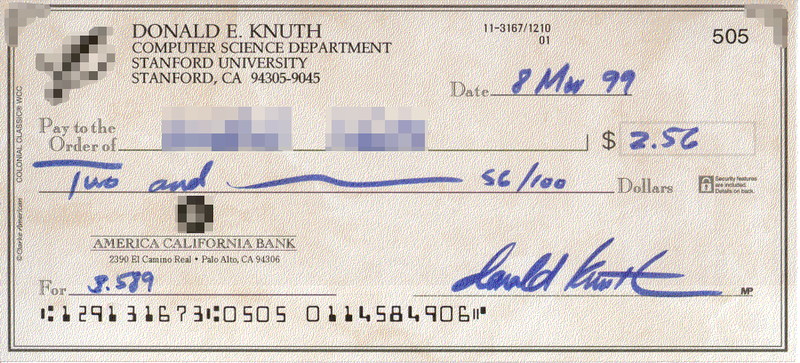 DONALD E. KNUTH
COMPUTER SCIENCE DEPARTMENT
STANFORD UNIVERSITY
STANFORD, CA 94305-9045
11-3167/1210
01
505
Date 8 Mar 99
Pay to the
Order of
$ 2.56
Two and 56/100 Dollars
Security features
are included.
Details on back.
AMERICA CALIFORNIA BANK
2390 El Camino Real • Palo Alto, CA 94306
For 3.589
Donald Knuth
MP
⑆129131673⑆0505 0114584906⑈
COLONIAL CLASSIC® WCC
© Clarke American